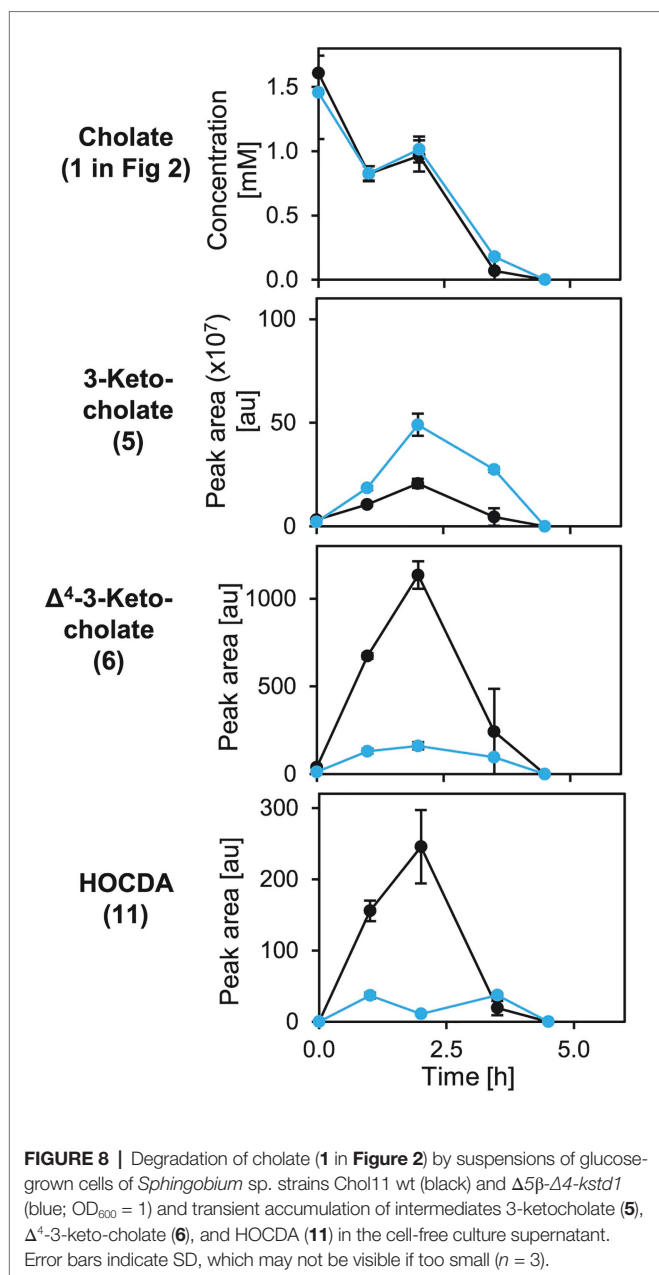 Cholate
(1 in Fig 2)
Concentration
[mM]
1.5
1.0
0.5
0.0
3-Keto-
cholate
(5)
Peak area (x10⁷)
[au]
100
50
0
Δ⁴-3-Keto-
cholate
(6)
Peak area [au]
1000
500
0
HOCDA
(11)
Peak area [au]
300
200
100
0
0.0 2.5 5.0
Time [h]
FIGURE 8 | Degradation of cholate (1 in Figure 2) by suspensions of glucose-
grown cells of Sphingobium sp. strains Chol11 wt (black) and Δ5β-Δ4-kstd1
(blue; OD₆₀₀ = 1) and transient accumulation of intermediates 3-ketocholate (5),
Δ⁴-3-keto-cholate (6), and HOCDA (11) in the cell-free culture supernatant.
Error bars indicate SD, which may not be visible if too small (n = 3).